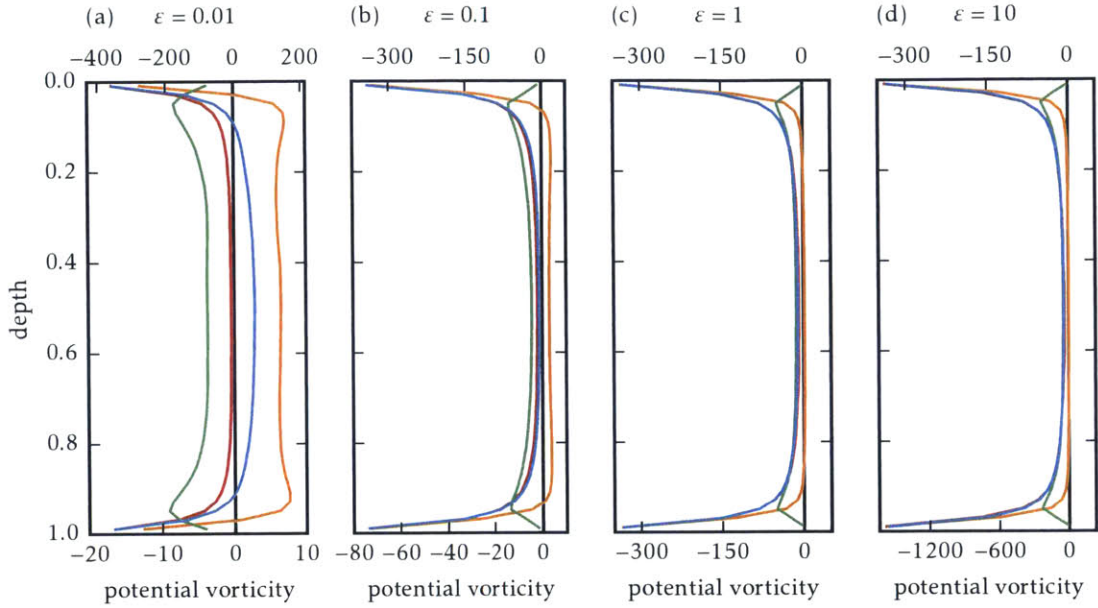 (a) ε = 0.01
(b) ε = 0.1
(c) ε = 1
(d) ε = 10
−400 −200 0 200
−150 0
−300 −150 0
−300 −150 0
0.0
0.2
0.4
0.6
0.8
1.0
depth
−20 −10 0 10
−80 −60 −40 −20 0
−300 −150 0
−1200 −600 0
potential vorticity
potential vorticity
potential vorticity
potential vorticity